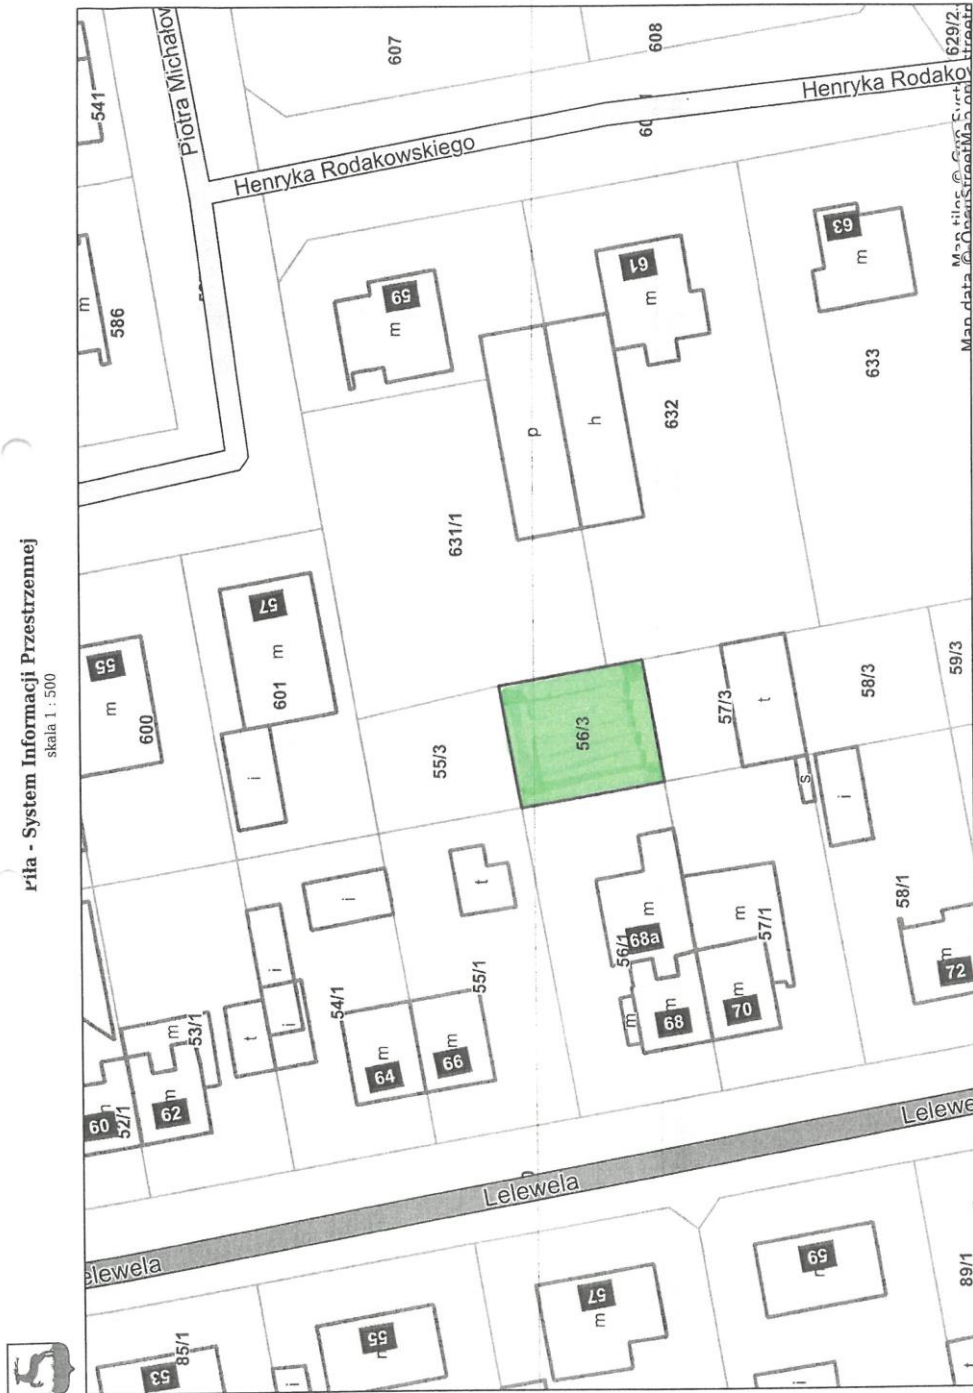 Piła - System Informacji Przestrzennej
skala 1 : 500
541
Piotra Michałow
607
608
629/2
m
586
Henryka Rodakowskiego
Henryka Rodakow
59
m
61
m
63
m
p
h
632
633
631/1
55
m
600
57
m
601
i
55/3
56/3
57/3
t
58/3
59/3
s
i
i
t
i
t
i
54/1
55/1
m
64
m
66
m
53/1
60
52/1
62
m
56/1
68a
m
m
57/1
m
m
68
m
70
58/1
m
72
Lelewela
elewela
Lelewe
53
85/1
i
55
57
m
59
i
89/1
t
Map data © OpenStreetMap